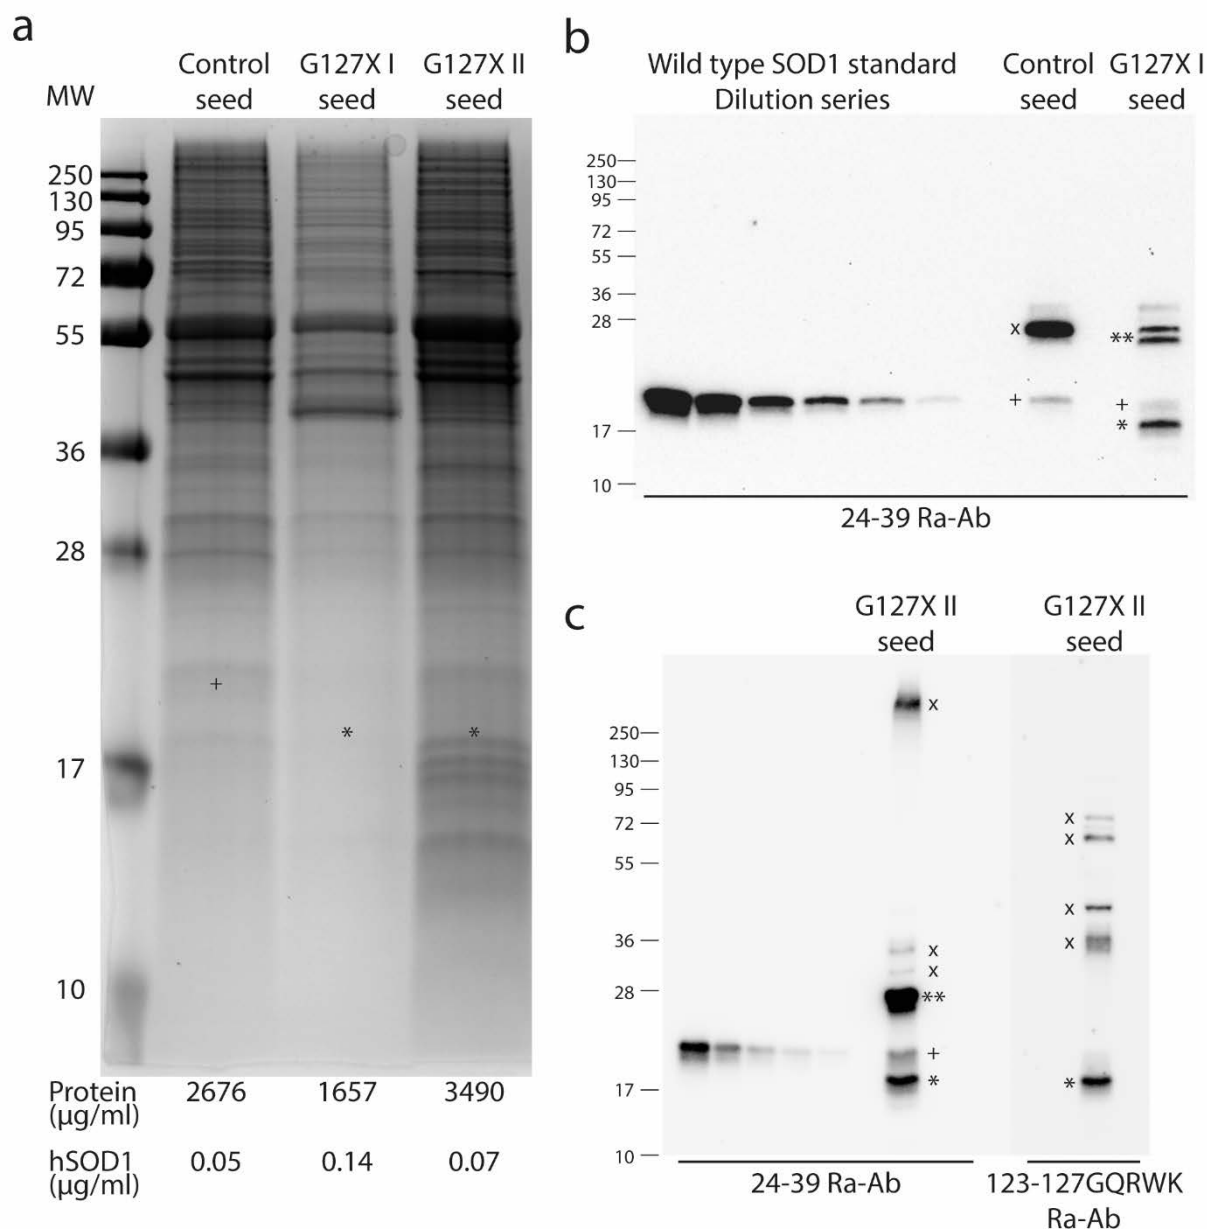 a
Control G127X I G127X II
MW seed seed seed
250
130
95
72
55
36
28
+
* *
17
10
Protein 2676 1657 3490
(µg/ml)
hSOD1 0.05 0.14 0.07
(µg/ml)
b
Wild type SOD1 standard Control G127X I
Dilution series seed seed
250
130
95
72
55
36
28
x **
+ +
*
17
10
24-39 Ra-Ab
c
G127X II G127X II
seed seed
x
250
130
95
72 x
x
55
x
36 x
x
x
28 **
+
* *
17
10
24-39 Ra-Ab 123-127GQRWK
Ra-Ab